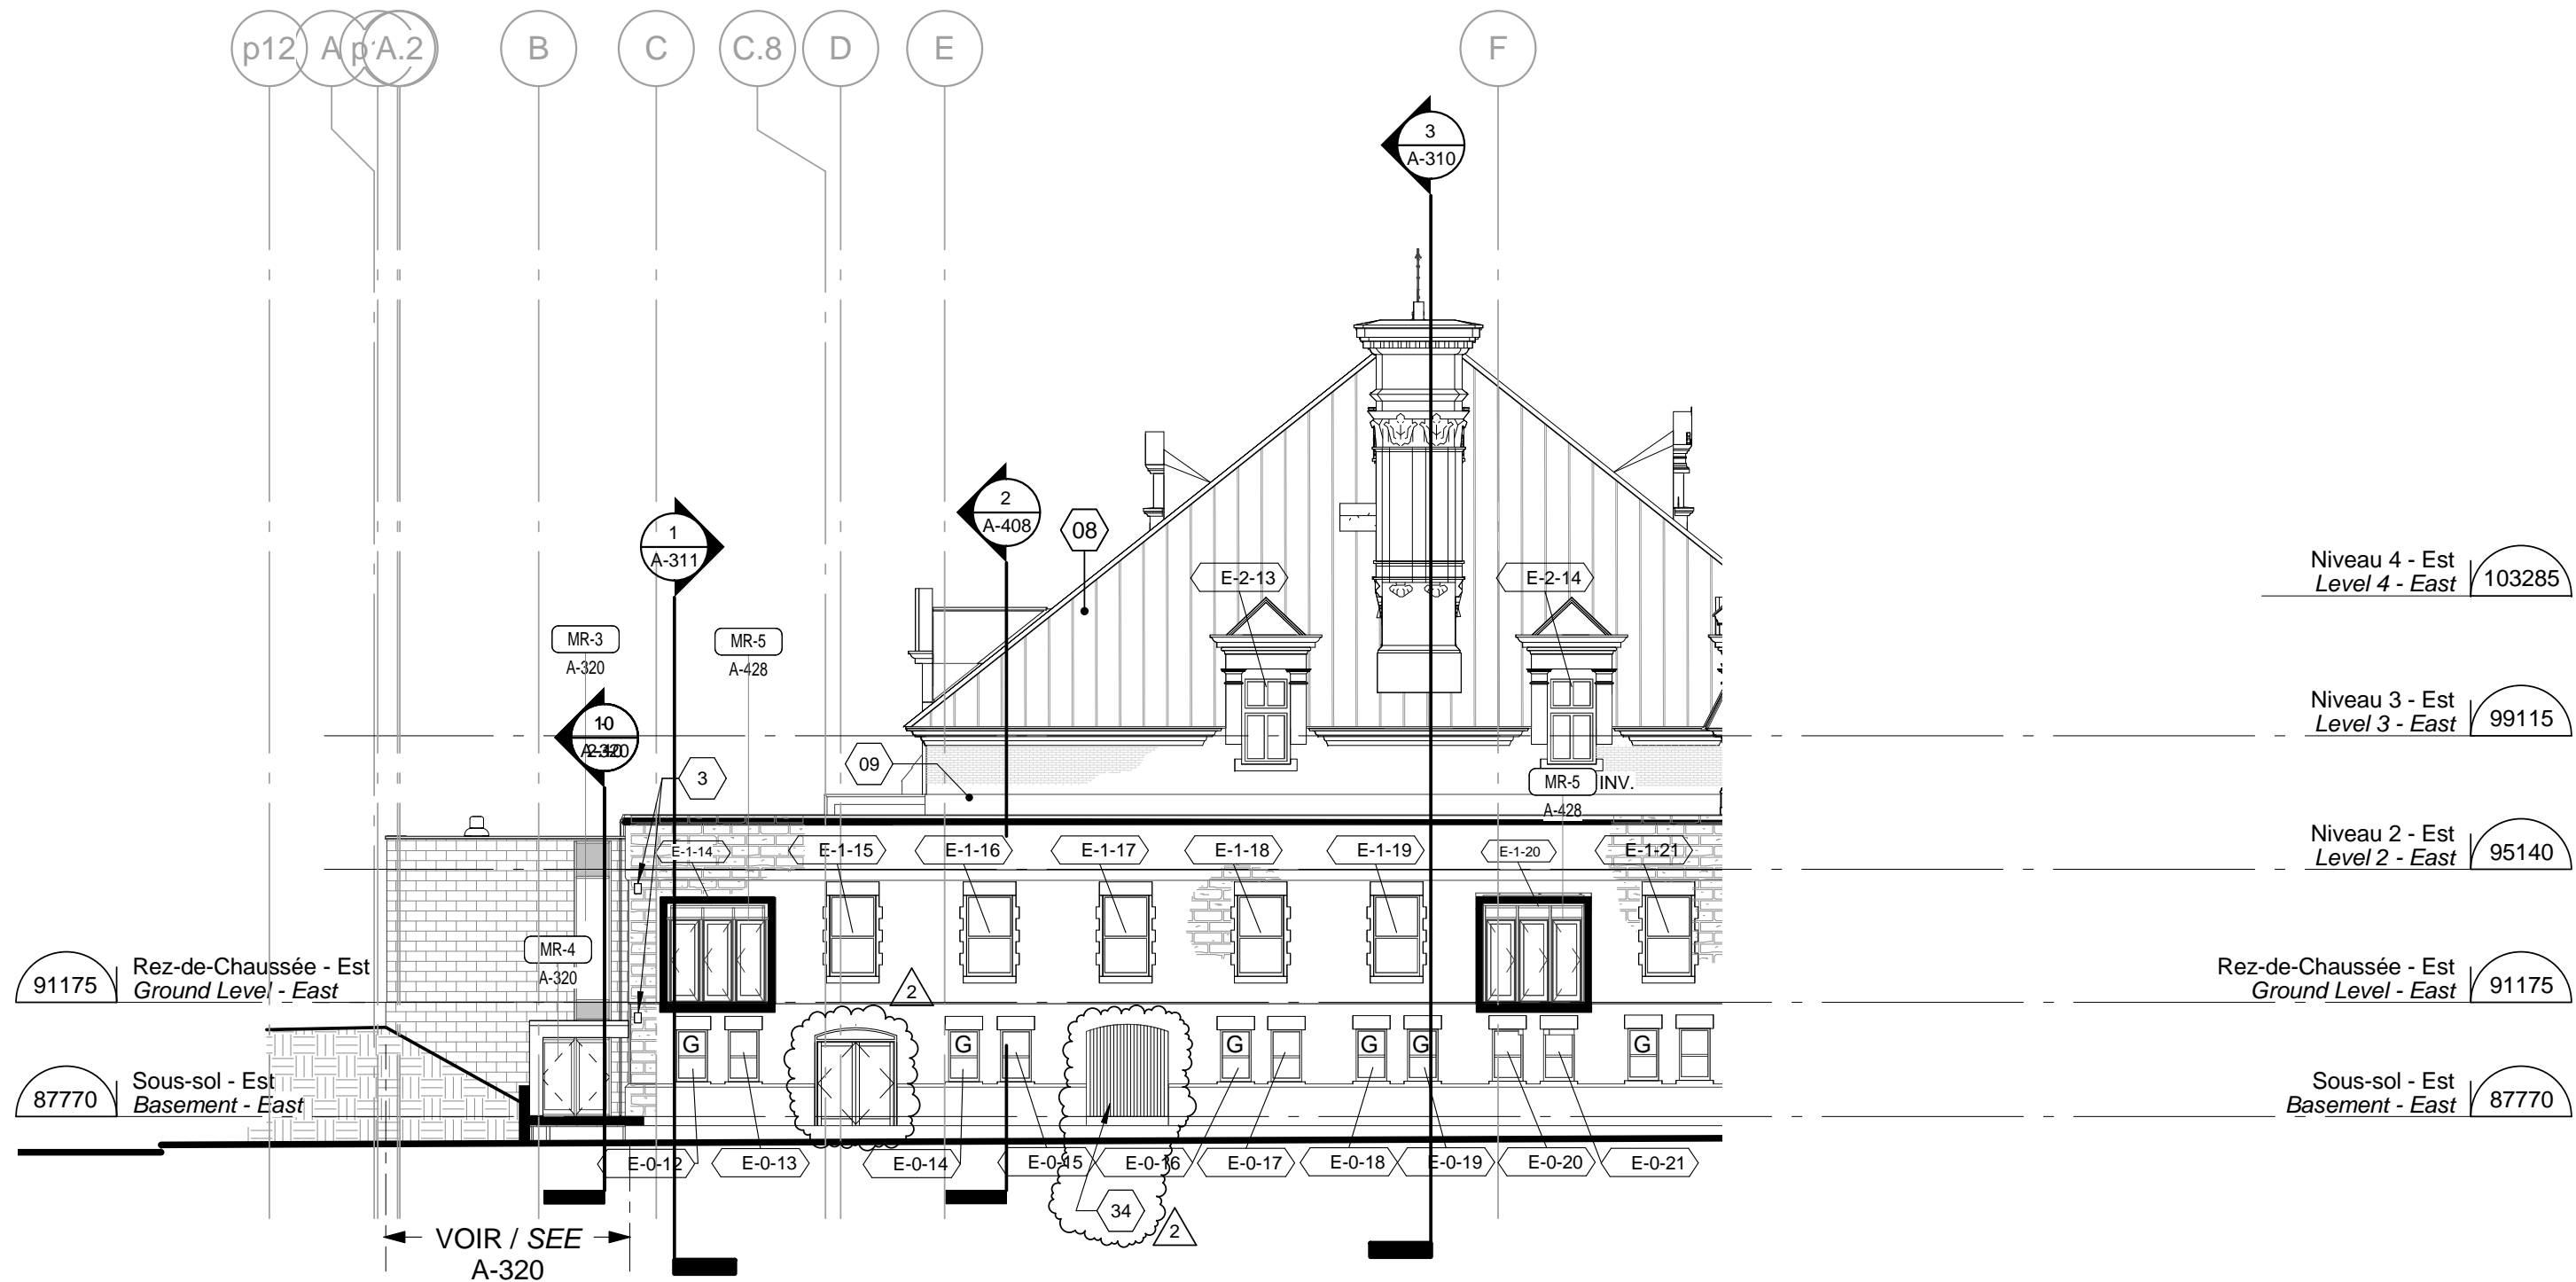 p12
A
A.2
B
C
C.8
D
E
F
3
A-310
2
A-408
08
1
A-311
E-2-13
E-2-14
Niveau 4 - Est
Level 4 - East
103285
MR-3
A-320
MR-5
A-428
Niveau 3 - Est
Level 3 - East
99115
3
09
MR-5 INV.
A-428
E-1-14
E-1-15
E-1-16
E-1-17
E-1-18
E-1-19
E-1-20
E-1-21
Niveau 2 - Est
Level 2 - East
95140
MR-4
A-320
91175
Rez-de-Chaussée - Est
Ground Level - East
2
Rez-de-Chaussée - Est
Ground Level - East
91175
G
G
G
G
G
G
87770
Sous-sol - Est
Basement - East
Sous-sol - Est
Basement - East
87770
E-0-12
E-0-13
E-0-14
E-0-15
E-0-16
E-0-17
E-0-18
E-0-19
E-0-20
E-0-21
34
2
VOIR / SEE
A-320